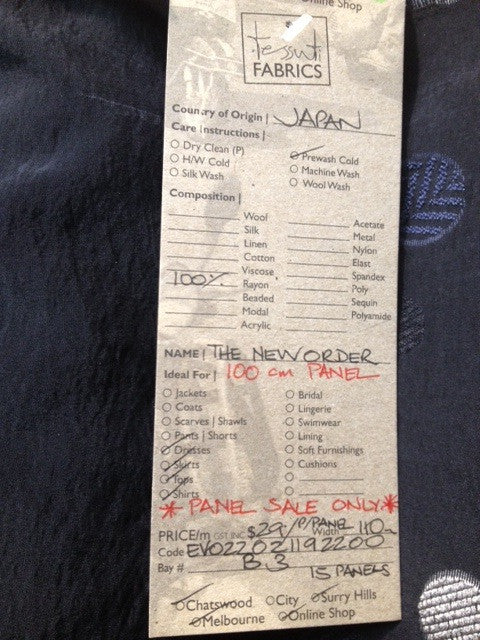 Online Shop
tessuti
FABRICS
Country of Origin | JAPAN
Care Instructions |
Dry Clean (P) Prewash Cold
H/W Cold Machine Wash
Silk Wash Wool Wash
Composition |
Wool Acetate
Silk Metal
Linen Nylon
Cotton Elast
Viscose Spandex
100% Rayon Poly
Beaded Sequin
Modal Polyamide
Acrylic
NAME | THE NEW ORDER
Ideal For | 100 cm PANEL
Jackets Bridal
Coats Lingerie
Scarves | Shawls Swimwear
Pants | Shorts Lining
Dresses Soft Furnishings
Skirts Cushions
Tops
Shirts
* PANEL SALE ONLY *
PRICE/m GST INC $29-/P/PANEL Width 110
Code EV022021192200
Bay # B.3 15 PANELS
Chatswood City Surry Hills
Melbourne Online Shop